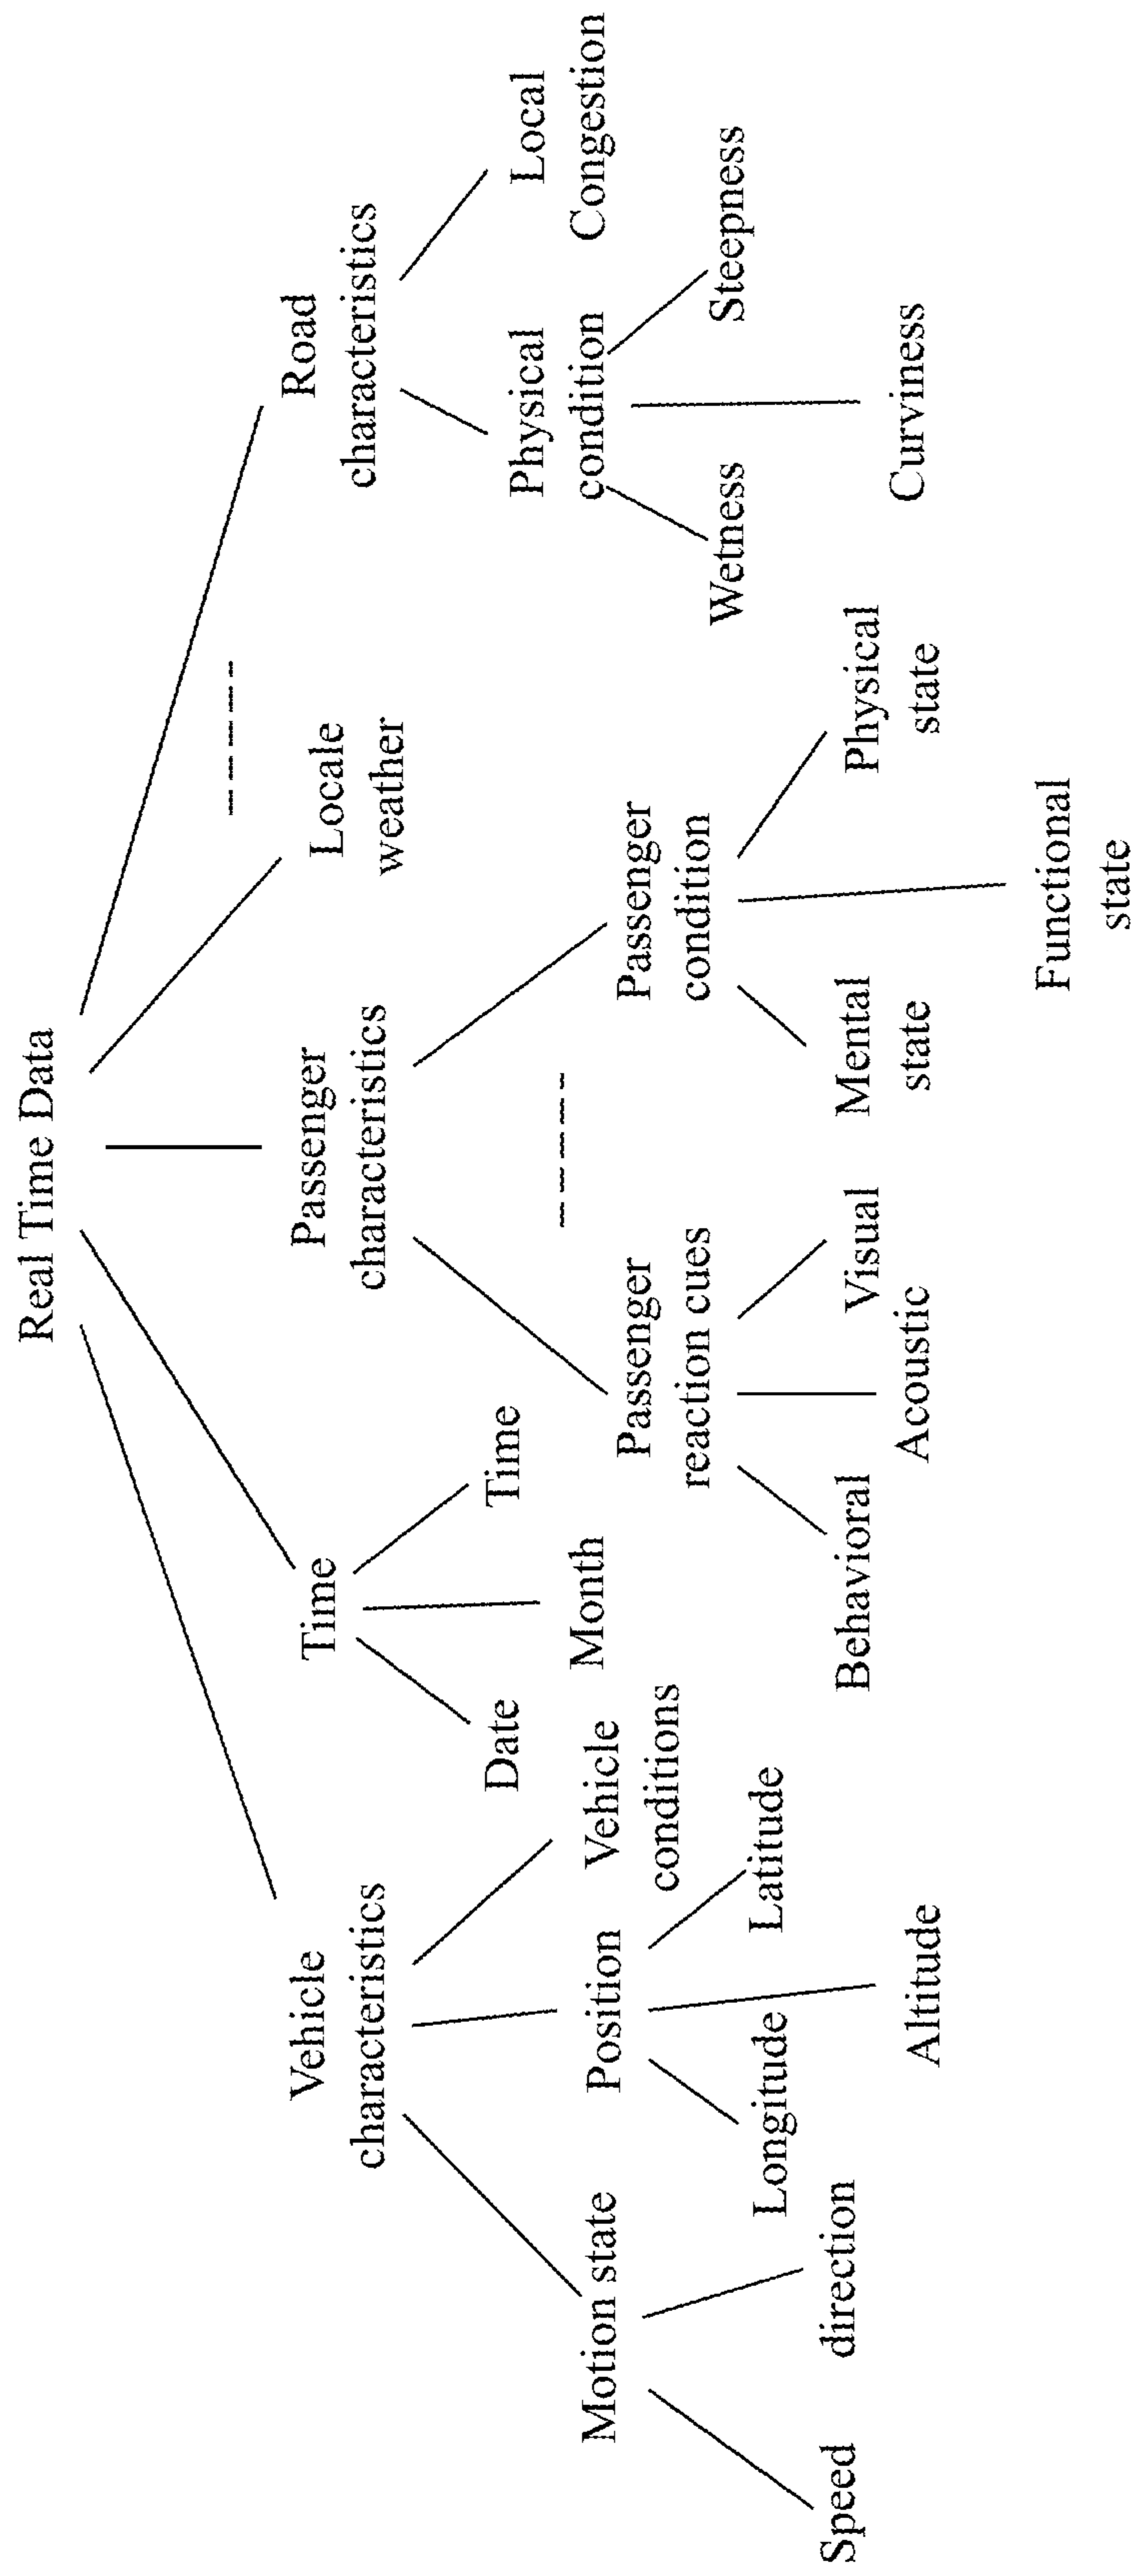 Real Time Data
Vehicle
characteristics
Time
Passenger
characteristics
Locale
weather
Road
characteristics
Motion state
Position
Vehicle
conditions
Date
Month
Time
Passenger
reaction cues
Passenger
condition
Physical
condition
Local
Congestion
Speed
direction
Longitude
Altitude
Latitude
Behavioral
Acoustic
Visual
Mental
state
Functional
state
Physical
state
Wetness
Curviness
Steepness